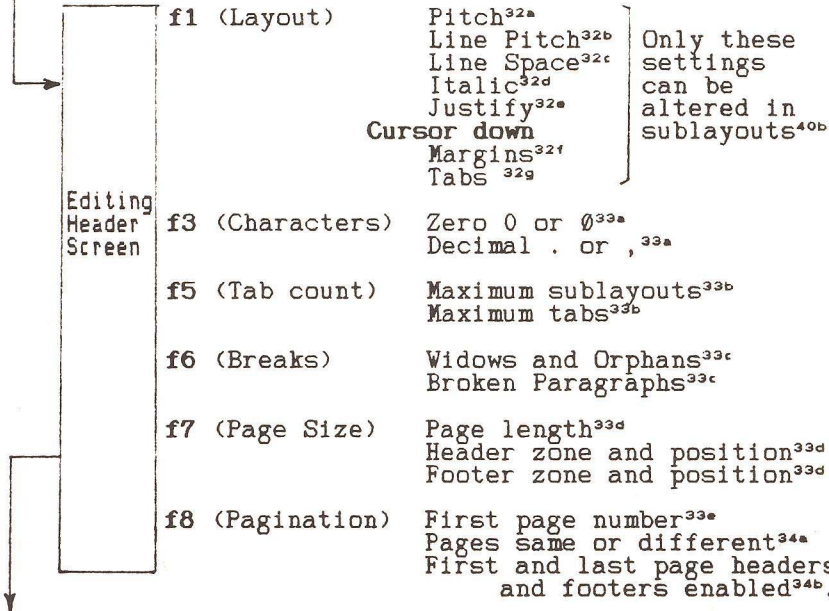 f1 (Layout) Pitch³²ᵃ
Line Pitch³²ᵇ Only these
Line Space³²ᶜ settings
Italic³²ᵈ can be
Justify³²ᵉ altered in
Cursor down sublayouts⁴⁰ᵇ
Margins³²ᶠ
Tabs ³²ᵍ
Editing
Header
Screen
f3 (Characters) Zero 0 or Ø³³ᵃ
Decimal . or ,³³ᵃ
f5 (Tab count) Maximum sublayouts³³ᵇ
Maximum tabs³³ᵇ
f6 (Breaks) Widows and Orphans³³ᶜ
Broken Paragraphs³³ᶜ
f7 (Page Size) Page length³³ᵈ
Header zone and position³³ᵈ
Footer zone and position³³ᵈ
f8 (Pagination) First page number³³ᵉ
Pages same or different³⁴ᵃ
First and last page headers
and footers enabled³⁴ᵇ.